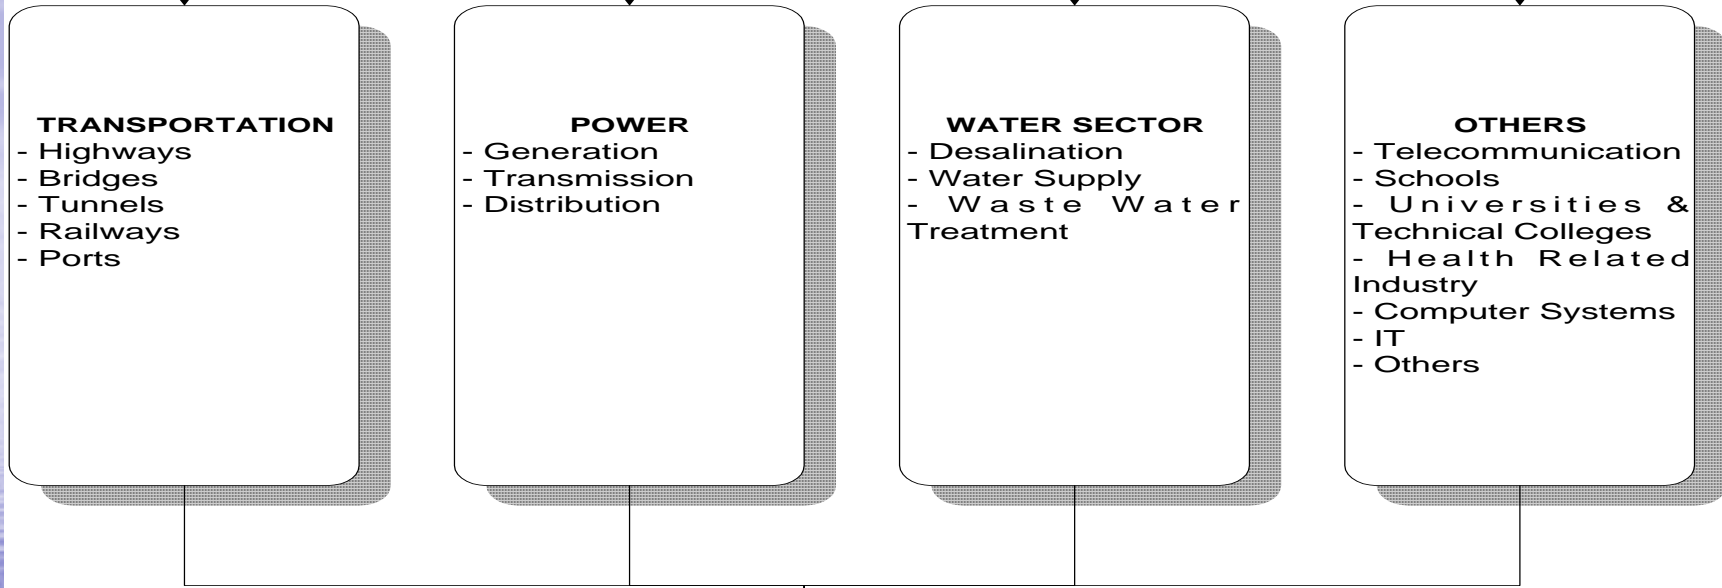 TRANSPORTATION
- Highways
- Bridges
- Tunnels
- Railways
- Ports
POWER
- Generation
- Transmission
- Distribution
WATER SECTOR
- Desalination
- Water Supply
- Waste Water
Treatment
OTHERS
- Telecommunication
- Schools
- Universities &
Technical Colleges
- Health Related
Industry
- Computer Systems
- IT
- Others